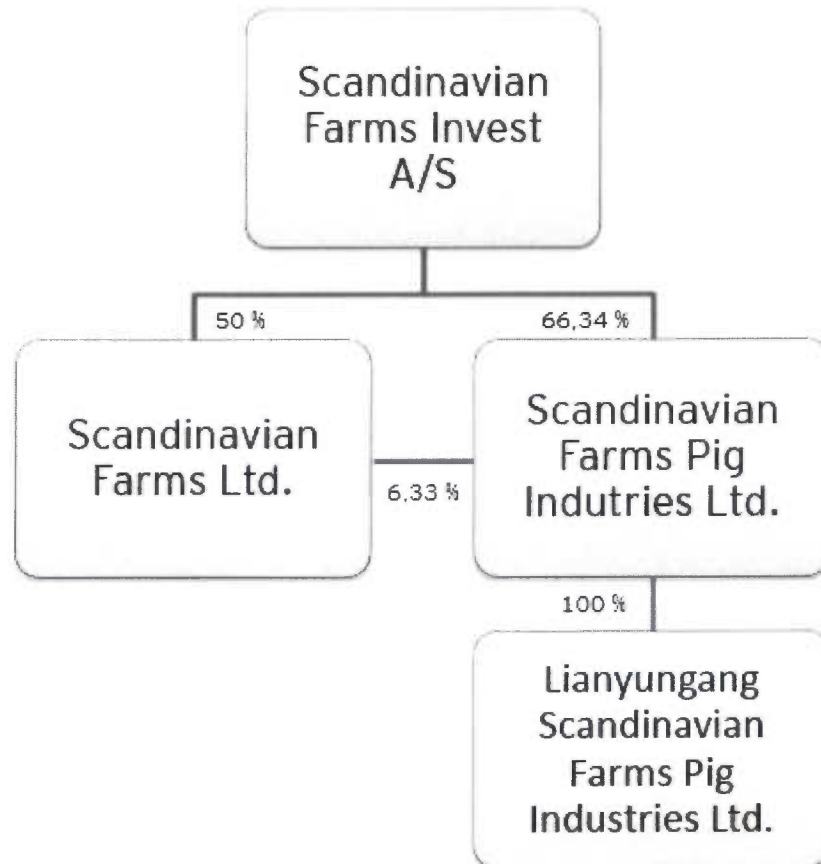 Scandinavian
Farms Invest
A/S
50 %
66,34 %
Scandinavian
Farms Ltd.
6,33 %
Scandinavian
Farms Pig
Indutries Ltd.
100 %
Lianyungang
Scandinavian
Farms Pig
Industries Ltd.